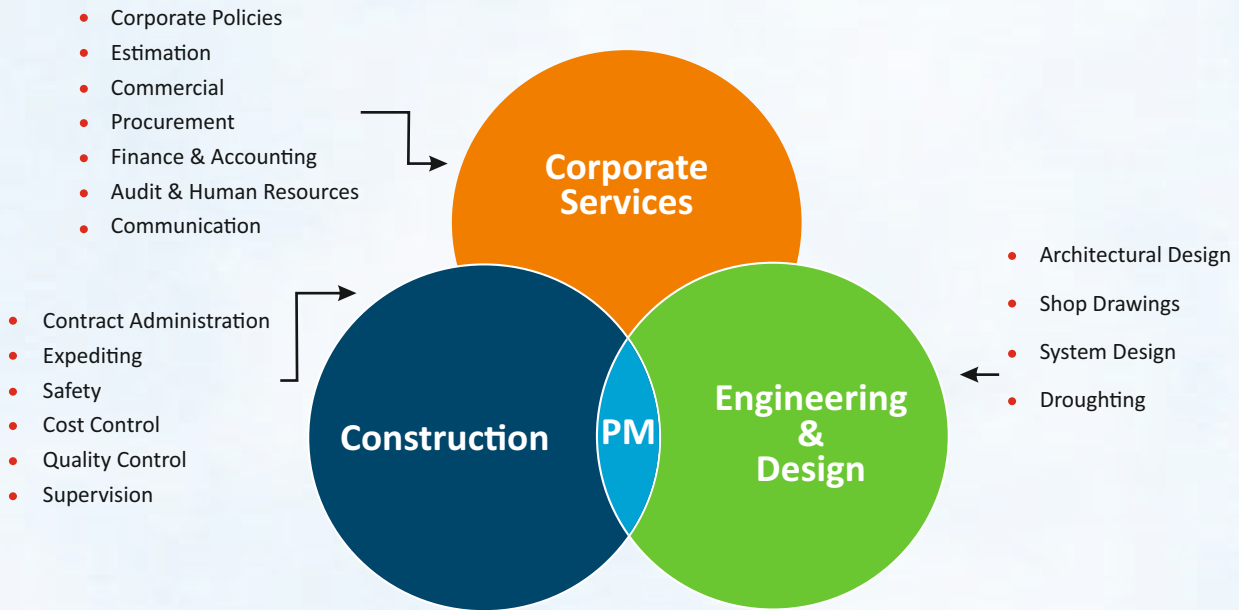 Corporate Policies
Estimation
Commercial
Procurement
Finance & Accounting
Audit & Human Resources
Communication
Corporate
Services
Contract Administration
Expediting
Safety
Cost Control
Quality Control
Supervision
Construction
PM
Engineering
&
Design
Architectural Design
Shop Drawings
System Design
Droughting